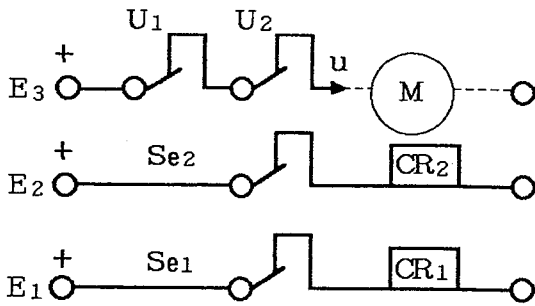 U1 U2
+ u
E3 M
+ Se2 CR2
E2
+ Se1 CR1
E1